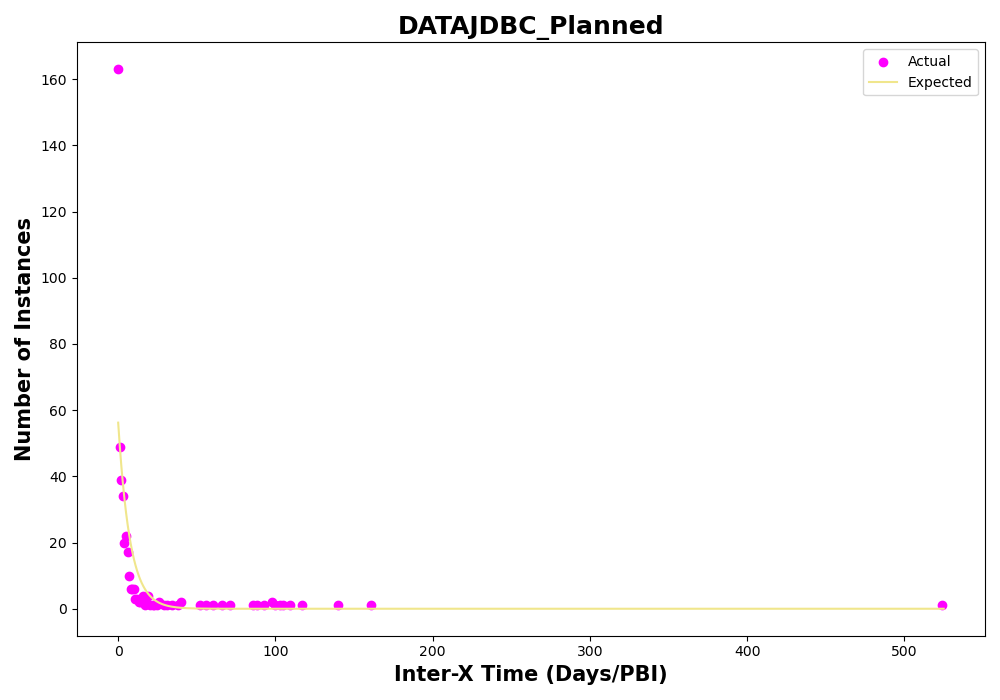 DATAJDBC_Planned
Actual
Expected
Number of Instances
160
140
120
100
80
60
40
20
0
0 100 200 300 400 500
Inter-X Time (Days/PBI)